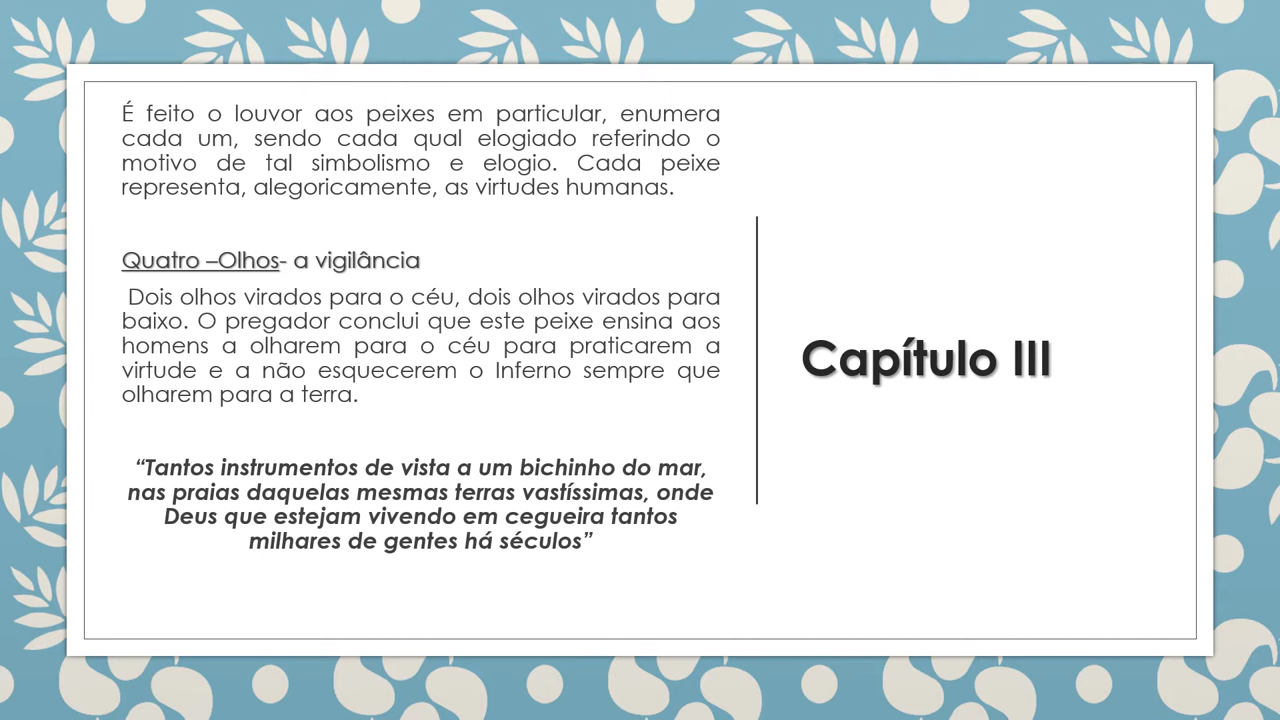 É feito o louvor aos peixes em particular, enumera
cada um, sendo cada qual elogiado referindo o
motivo de tal simbolismo e elogio. Cada peixe
representa, alegoricamente, as virtudes humanas.
Quatro –Olhos- a vigilância
Dois olhos virados para o céu, dois olhos virados para
baixo. O pregador conclui que este peixe ensina aos
homens a olharem para o céu para praticarem a
virtude e a não esquecerem o Inferno sempre que
olharem para a terra.
“Tantos instrumentos de vista a um bichinho do mar,
nas praias daquelas mesmas terras vastíssimas, onde
Deus que estejam vivendo em cegueira tantos
milhares de gentes há séculos”
Capítulo III